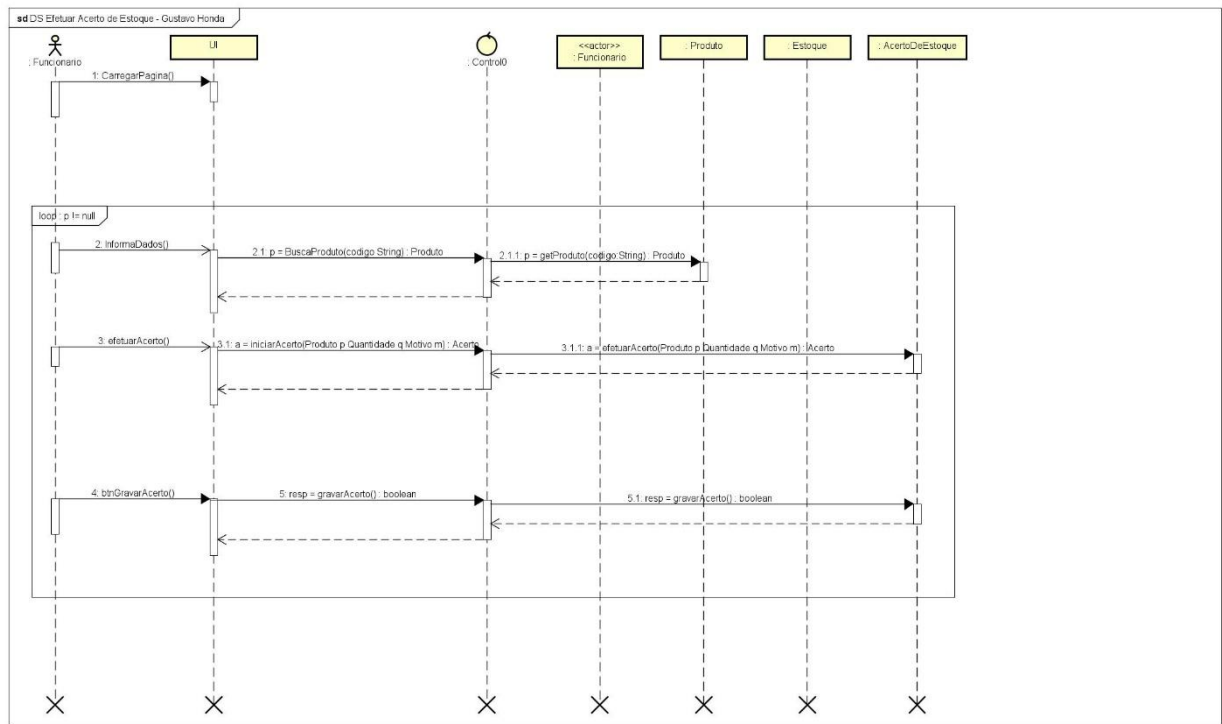 sd DS Efetuar Acerto de Estoque - Gustavo Honda
: Funcionario
UI
: Control0
<<actor>>
: Funcionario
: Produto
: Estoque
: AcertoDeEstoque
1: CarregarPagina()
loop : p != null
2: InformaDados()
2.1: p = BuscaProduto(codigo String) : Produto
2.1.1: p = getProduto(codigo:String) : Produto
3: efetuarAcerto()
3.1: a = iniciarAcerto(Produto p Quantidade q Motivo m) : Acerto
3.1.1: a = efetuarAcerto(Produto p Quantidade q Motivo m) : Acerto
4: btnGravarAcerto()
5: resp = gravarAcerto() : boolean
5.1: resp = gravarAcerto() : boolean